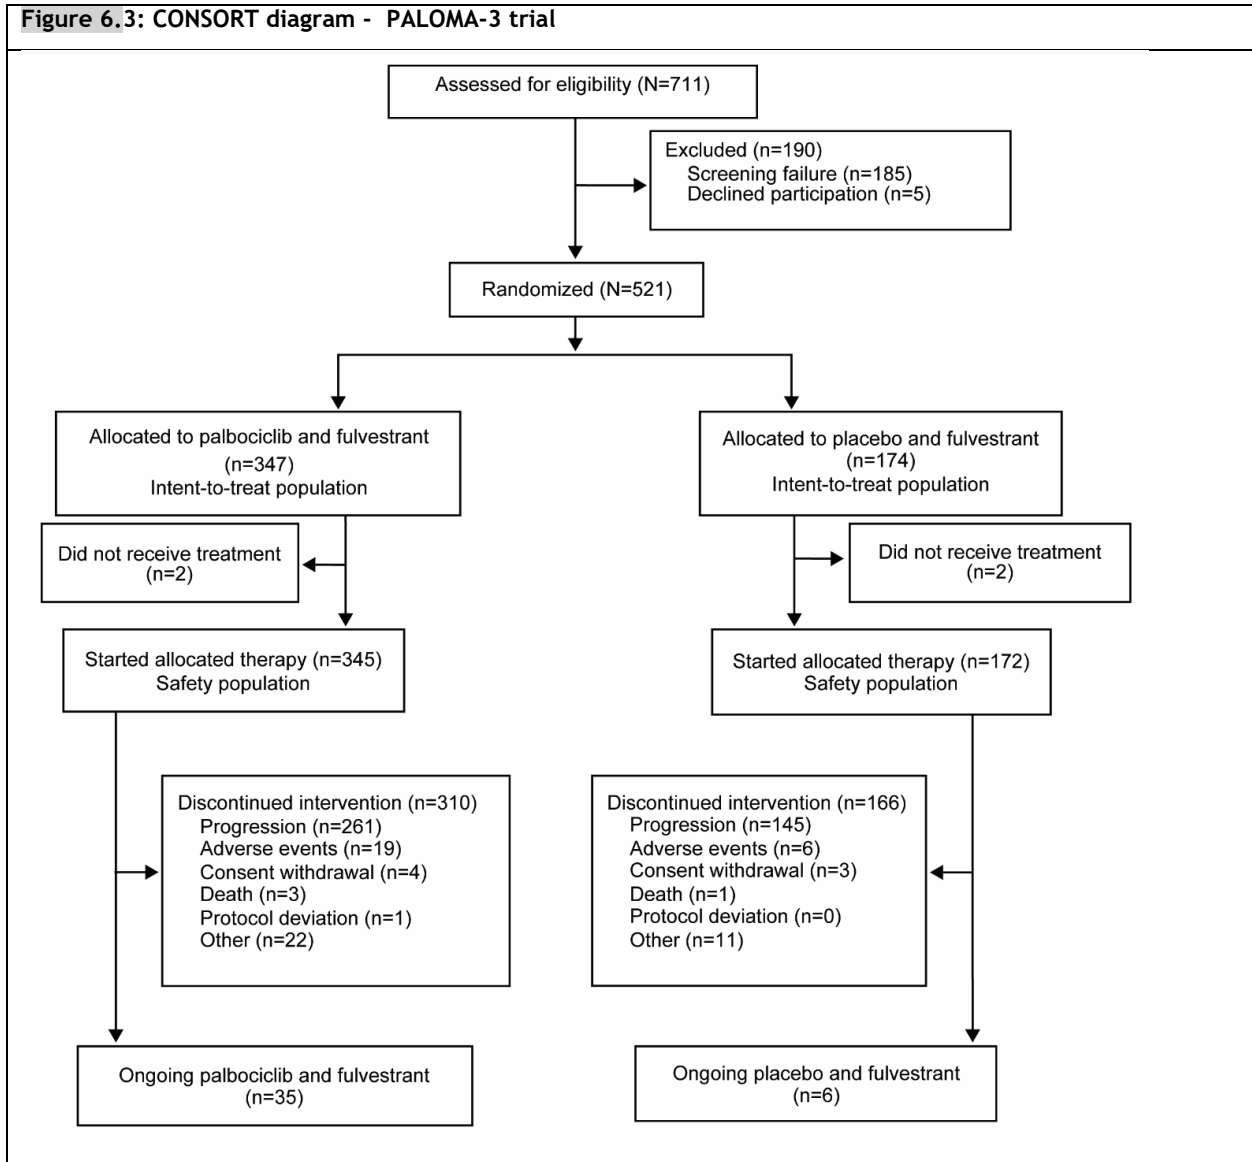 Figure 6.3: CONSORT diagram - PALOMA-3 trial
Assessed for eligibility (N=711)
Excluded (n=190)
Screening failure (n=185)
Declined participation (n=5)
Randomized (N=521)
Allocated to palbociclib and fulvestrant
(n=347)
Intent-to-treat population
Allocated to placebo and fulvestrant
(n=174)
Intent-to-treat population
Did not receive treatment
(n=2)
Did not receive treatment
(n=2)
Started allocated therapy (n=345)
Safety population
Started allocated therapy (n=172)
Safety population
Discontinued intervention (n=310)
Progression (n=261)
Adverse events (n=19)
Consent withdrawal (n=4)
Death (n=3)
Protocol deviation (n=1)
Other (n=22)
Discontinued intervention (n=166)
Progression (n=145)
Adverse events (n=6)
Consent withdrawal (n=3)
Death (n=1)
Protocol deviation (n=0)
Other (n=11)
Ongoing palbociclib and fulvestrant
(n=35)
Ongoing placebo and fulvestrant
(n=6)